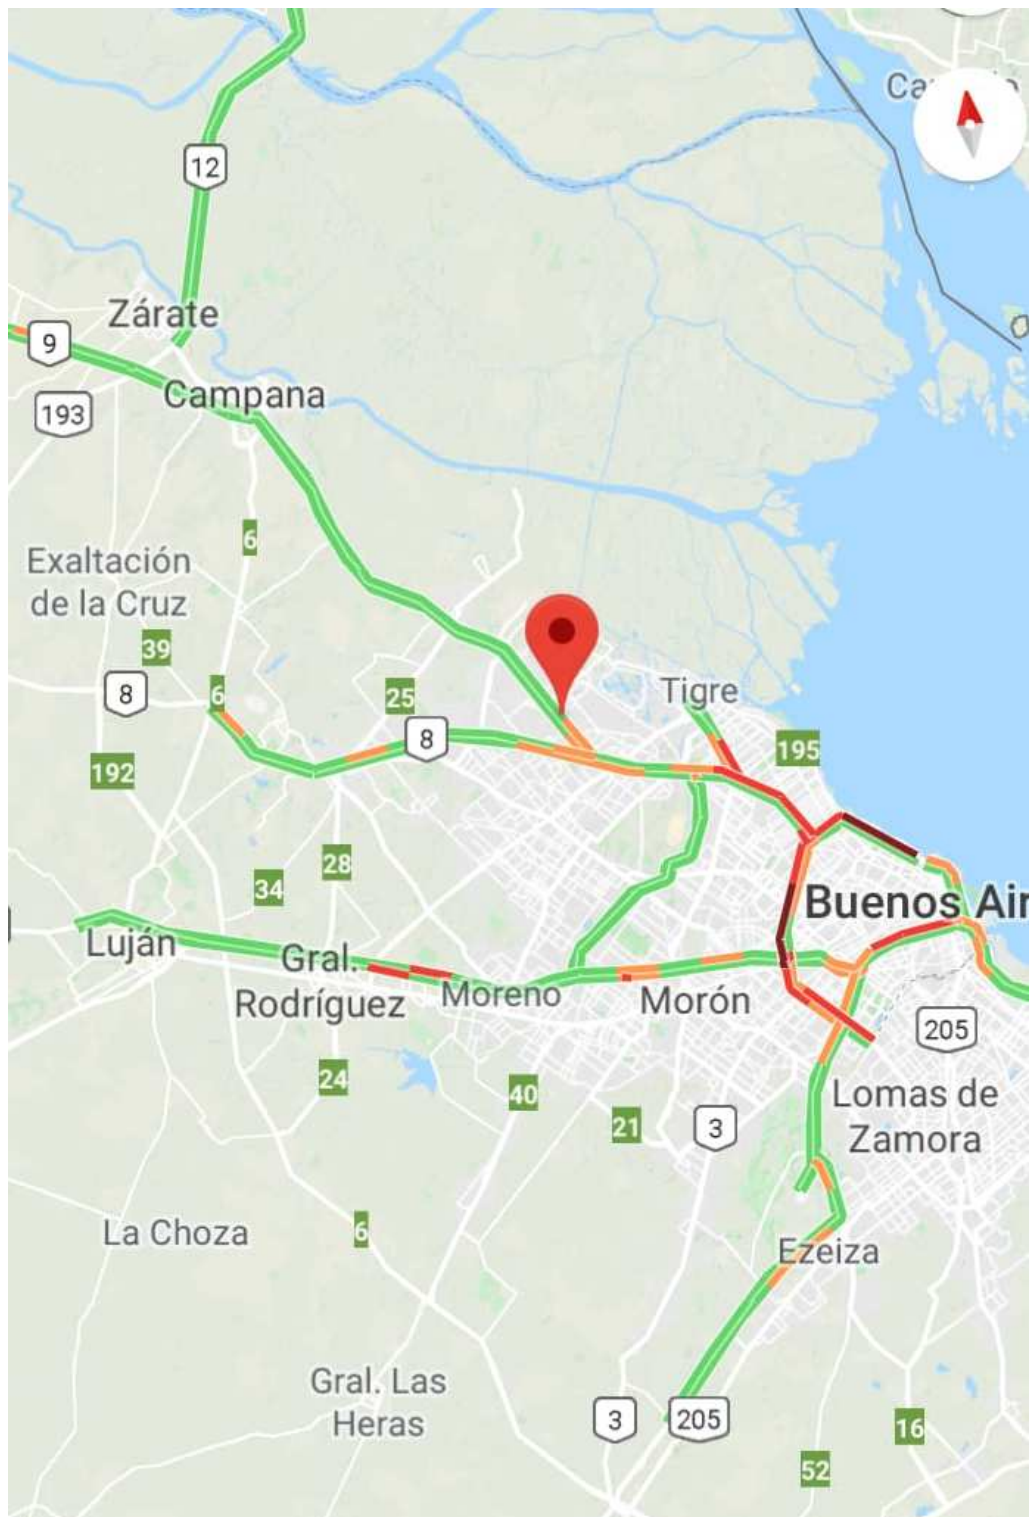 Ca
12
Zárate
9
Campana
193
6
Exaltación
de la Cruz
39
8
6
25
Tigre
8
195
192
28
34
Buenos Air
Luján
Gral.
Rodríguez
Moreno
Morón
205
24
40
21
3
Lomas de
Zamora
La Choza
6
Ezeiza
Gral. Las
Heras
3
205
16
52